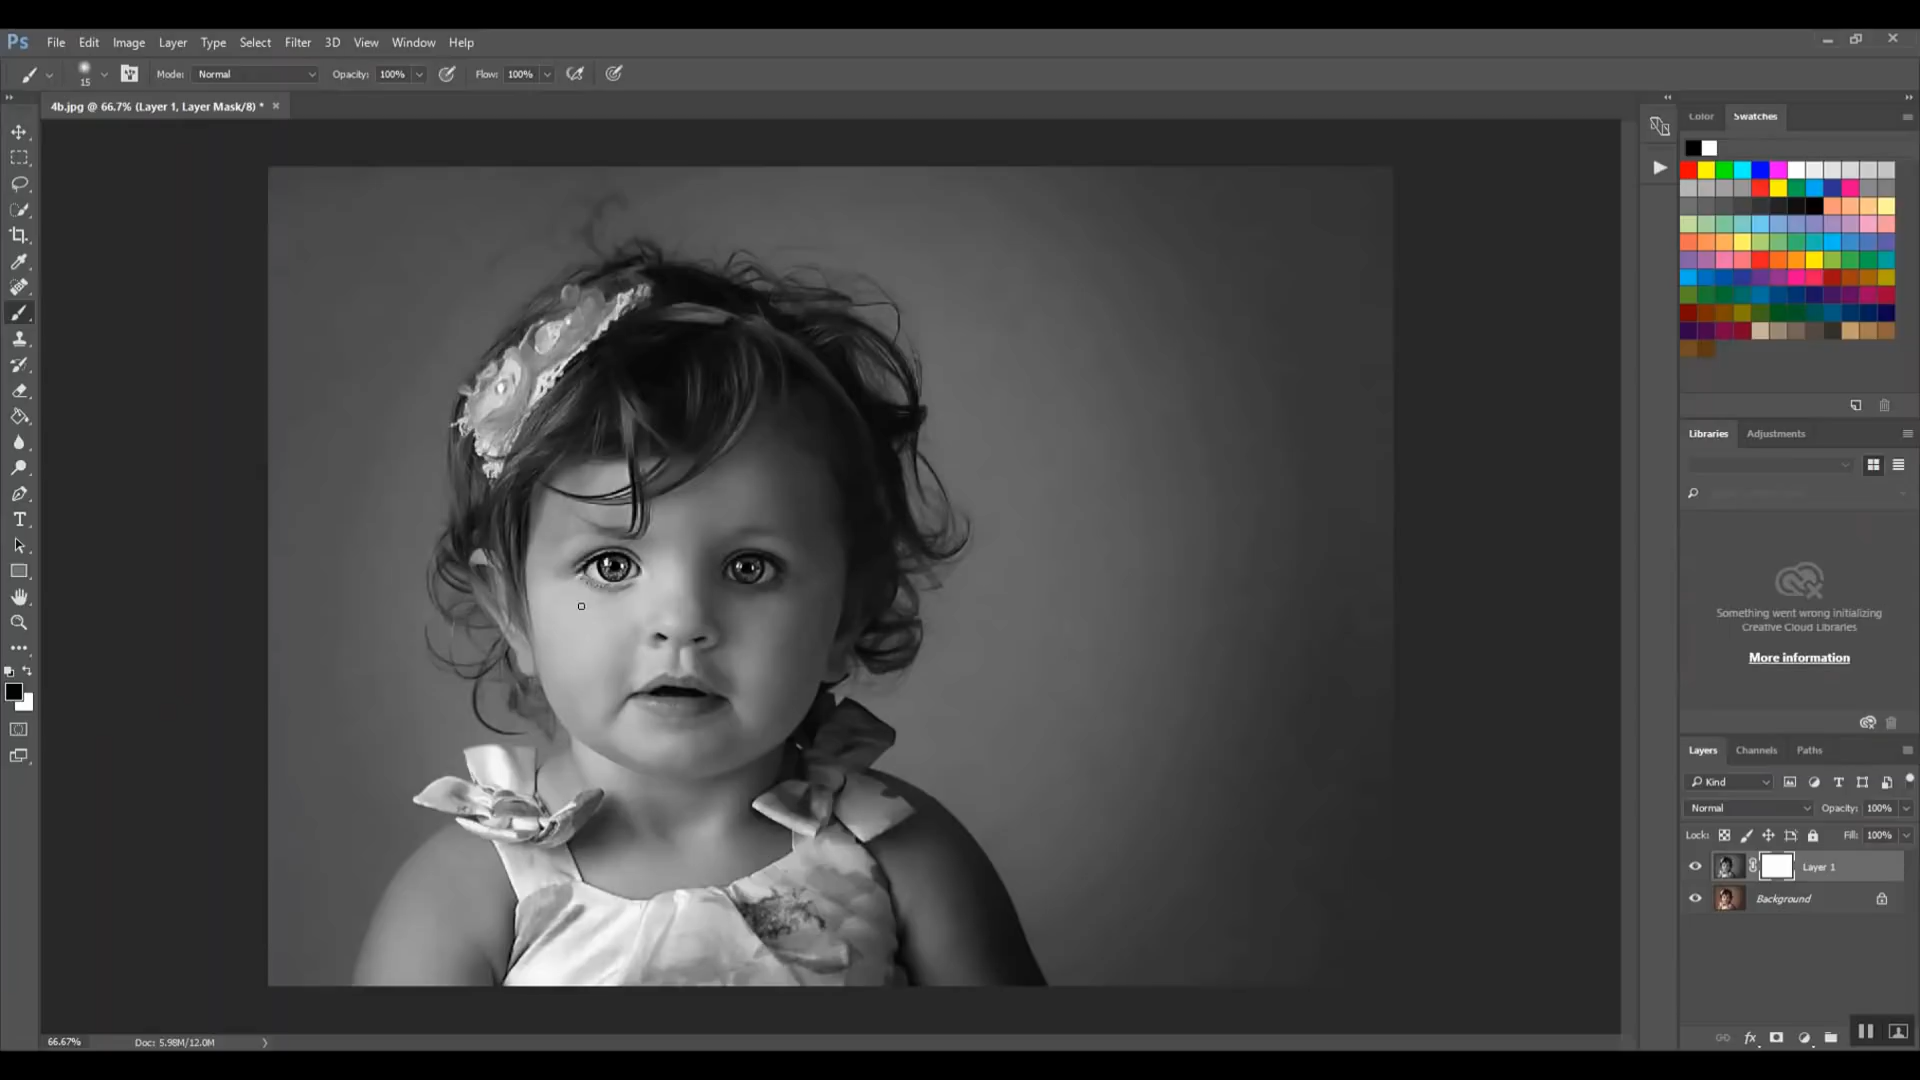 Ps File Edit Image Layer Type Select Filter 3D View Window Help
15 Mode: Normal Opacity: 100% Flow: 100%
4b.jpg @ 66.7% (Layer 1, Layer Mask/8) * ×
Color Swatches
Libraries Adjustments
Something went wrong initializing
Creative Cloud Libraries
More information
Layers Channels Paths
Kind
Normal Opacity: 100%
Lock: Fill: 100%
Layer 1
Background
fx
66.67% Doc: 5.98M/12.0M